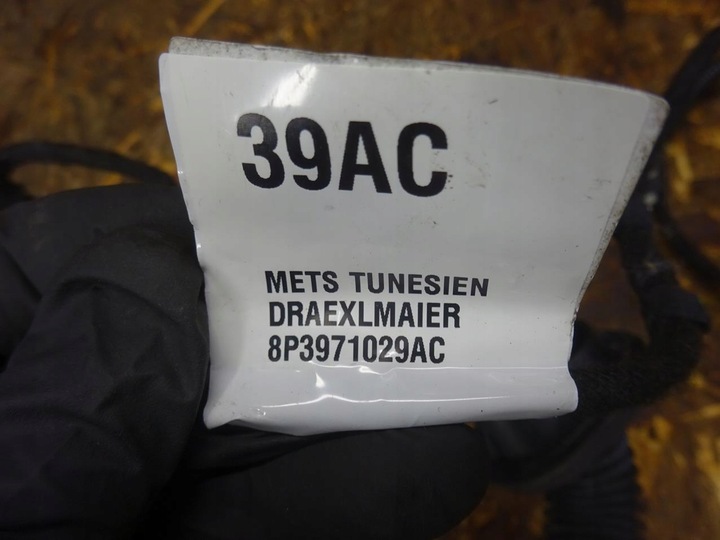 39AC
METS TUNESIEN
DRAEXLMAIER
8P3971029AC